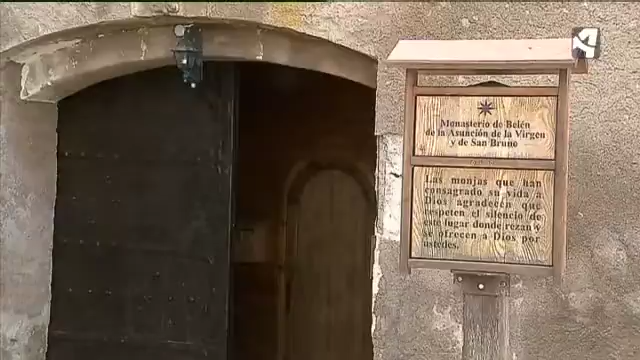 Monasterio de Belén
de la Asunción de la Virgen
y de San Bruno
Las monjas que han
consagrado su vida a
Dios agradecen que
respeten el silencio de
este lugar donde rezan y
se ofrecen a Dios por
ustedes.